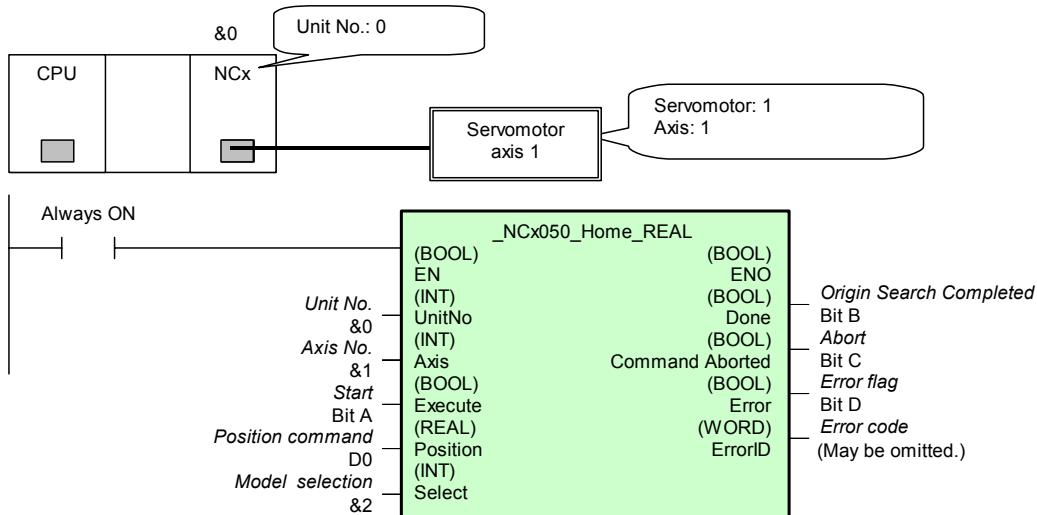 &0
Unit No.: 0
CPU
NCx
Servomotor: 1
Axis: 1
Servomotor
axis 1
Always ON
_NCx050_Home_REAL
(BOOL)
EN
(BOOL)
ENO
Unit No.
&0
(INT)
UnitNo
(BOOL)
Done
Origin Search Completed
Bit B
Axis No.
&1
(INT)
Axis
(BOOL)
Command Aborted
Abort
Bit C
Start
Bit A
(BOOL)
Execute
(BOOL)
Error
Error flag
Bit D
Position command
D0
(REAL)
Position
(WORD)
ErrorID
Error code
(May be omitted.)
Model selection
&2
(INT)
Select